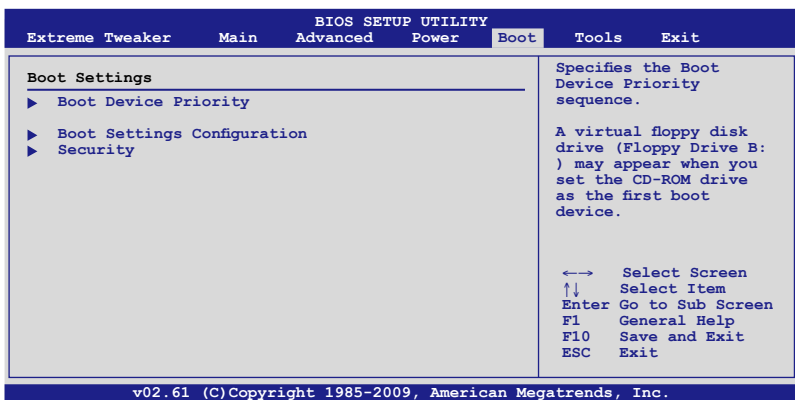 BIOS SETUP UTILITY
Extreme Tweaker Main Advanced Power Boot Tools Exit
Boot Settings
▶ Boot Device Priority
▶ Boot Settings Configuration
▶ Security
Specifies the Boot
Device Priority
sequence.
A virtual floppy disk
drive (Floppy Drive B:
) may appear when you
set the CD-ROM drive
as the first boot
device.
←→ Select Screen
↑↓ Select Item
Enter Go to Sub Screen
F1 General Help
F10 Save and Exit
ESC Exit
v02.61 (C)Copyright 1985-2009, American Megatrends, Inc.